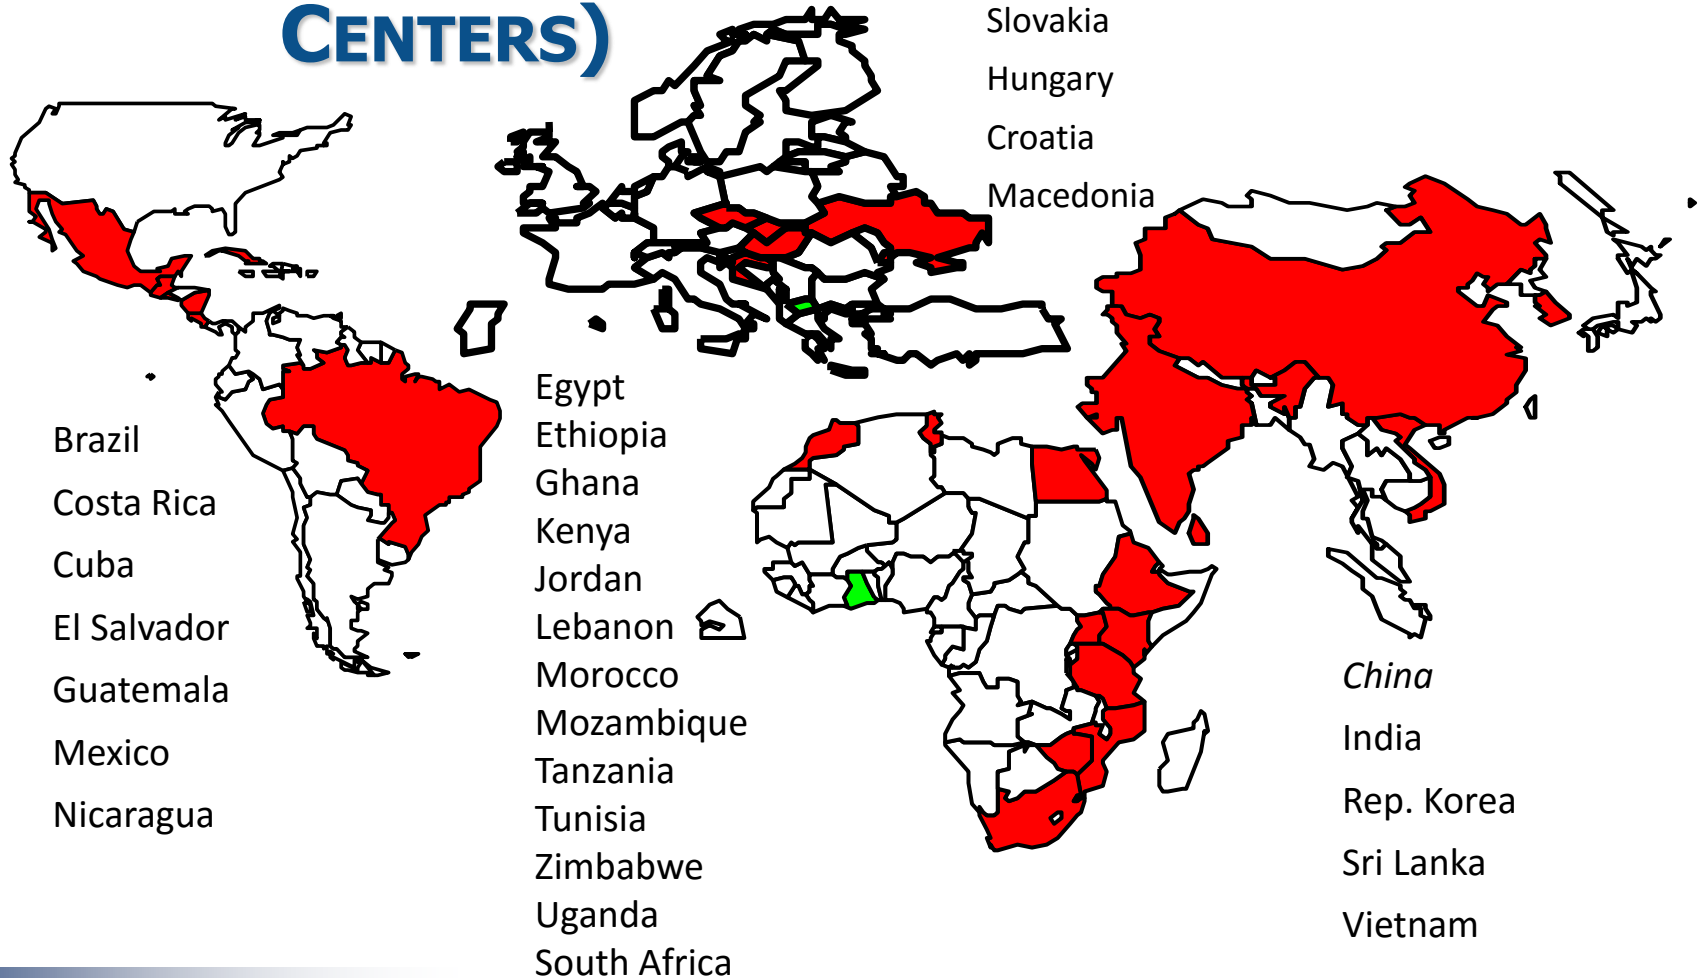 CENTERS)
Slovakia
Hungary
Croatia
Macedonia
Brazil
Costa Rica
Cuba
El Salvador
Guatemala
Mexico
Nicaragua
Egypt
Ethiopia
Ghana
Kenya
Jordan
Lebanon
Morocco
Mozambique
Tanzania
Tunisia
Zimbabwe
Uganda
South Africa
China
India
Rep. Korea
Sri Lanka
Vietnam